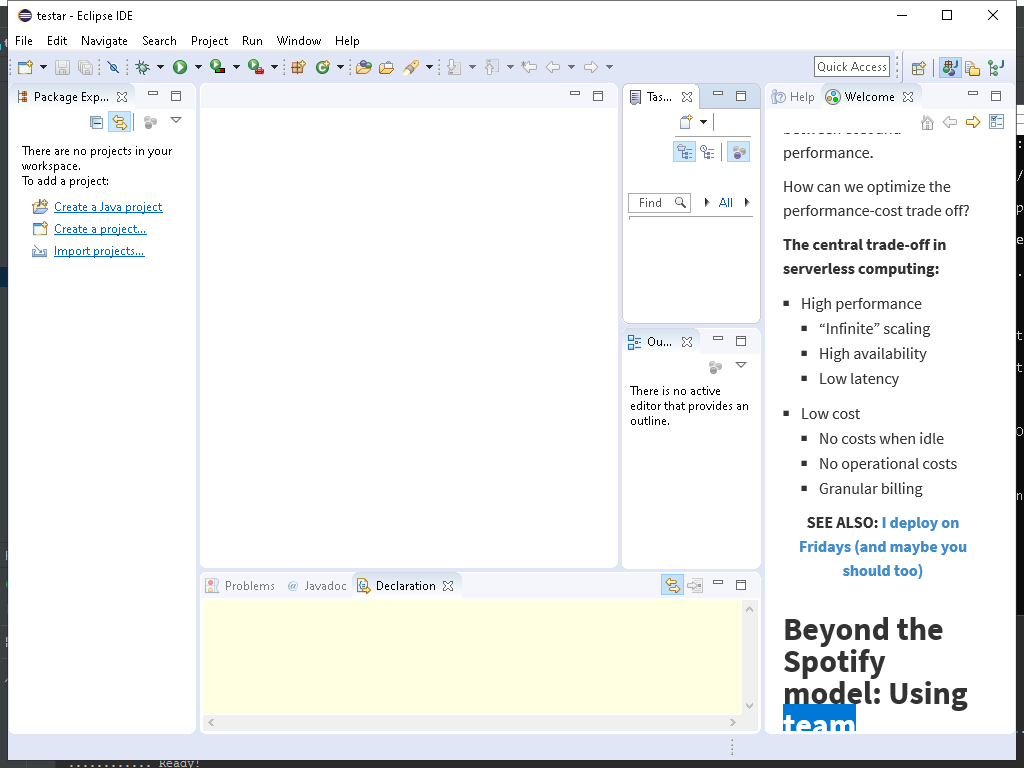 testar - Eclipse IDE
File Edit Navigate Search Project Run Window Help
Quick Access
Package Exp...
There are no projects in your
workspace.
To add a project:
Create a Java project
Create a project...
Import projects...
Tas...
Find
All
Ou...
There is no active
editor that provides an
outline.
Problems @ Javadoc Declaration
Help Welcome
performance.
How can we optimize the
performance-cost trade off?
The central trade-off in
serverless computing:
High performance
“Infinite” scaling
High availability
Low latency
Low cost
No costs when idle
No operational costs
Granular billing
SEE ALSO: I deploy on
Fridays (and maybe you
should too)
Beyond the
Spotify
model: Using
team
............ Ready!